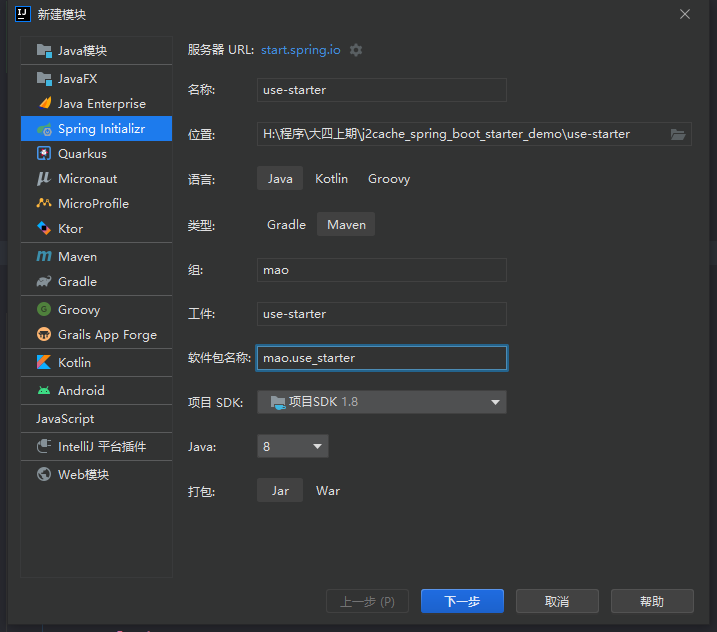 新建模块
Java模块
JavaFX
Java Enterprise
Spring Initializr
Quarkus
Micronaut
MicroProfile
Ktor
Maven
Gradle
Groovy
Grails App Forge
Kotlin
Android
JavaScript
IntelliJ 平台插件
Web模块
服务器 URL: start.spring.io
名称: use-starter
位置: H:\程序\大四上期\j2cache_spring_boot_starter_demo\use-starter
语言: Java Kotlin Groovy
类型: Gradle Maven
组: mao
工件: use-starter
软件包名称: mao.use_starter
项目 SDK: 项目SDK 1.8
Java: 8
打包: Jar War
上一步 (P) 下一步 取消 帮助